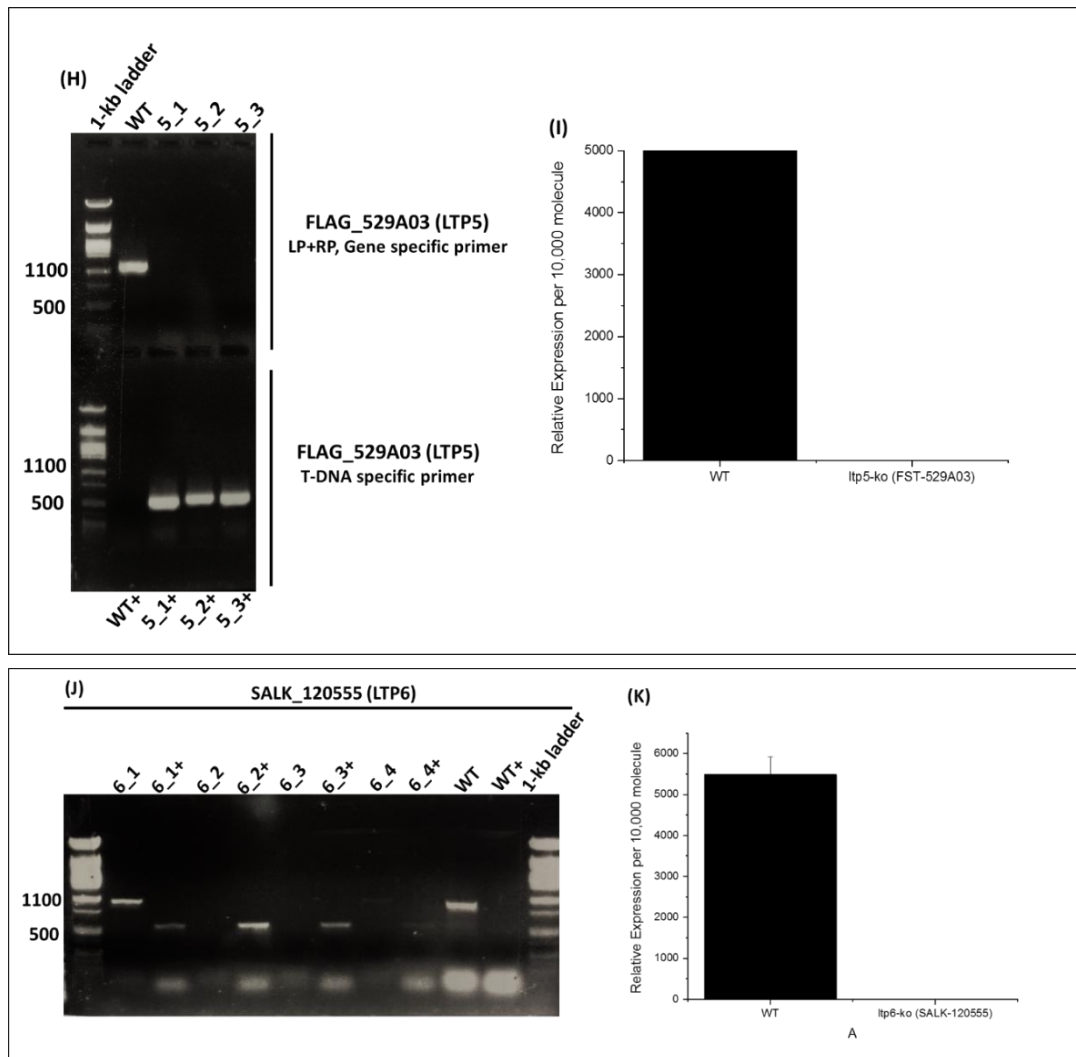 (H)
1-kb ladder
WT
5_1
5_2
5_3
1100
500
FLAG_529A03 (LTP5)
LP+RP, Gene specific primer
1100
500
FLAG_529A03 (LTP5)
T-DNA specific primer
WT+
5_1+
5_2+
5_3+
(I)
Relative Expression per 10,000 molecule
5000
4000
3000
2000
1000
0
WT
ltp5-ko (FST-529A03)
(J)
SALK_120555 (LTP6)
6_1
6_1+
6_2
6_2+
6_3
6_3+
6_4
6_4+
WT
WT+
1-kb ladder
1100
500
(K)
Relative Expression per 10,000 molecule
6000
5000
4000
3000
2000
1000
0
WT
ltp6-ko (SALK-120555)
A